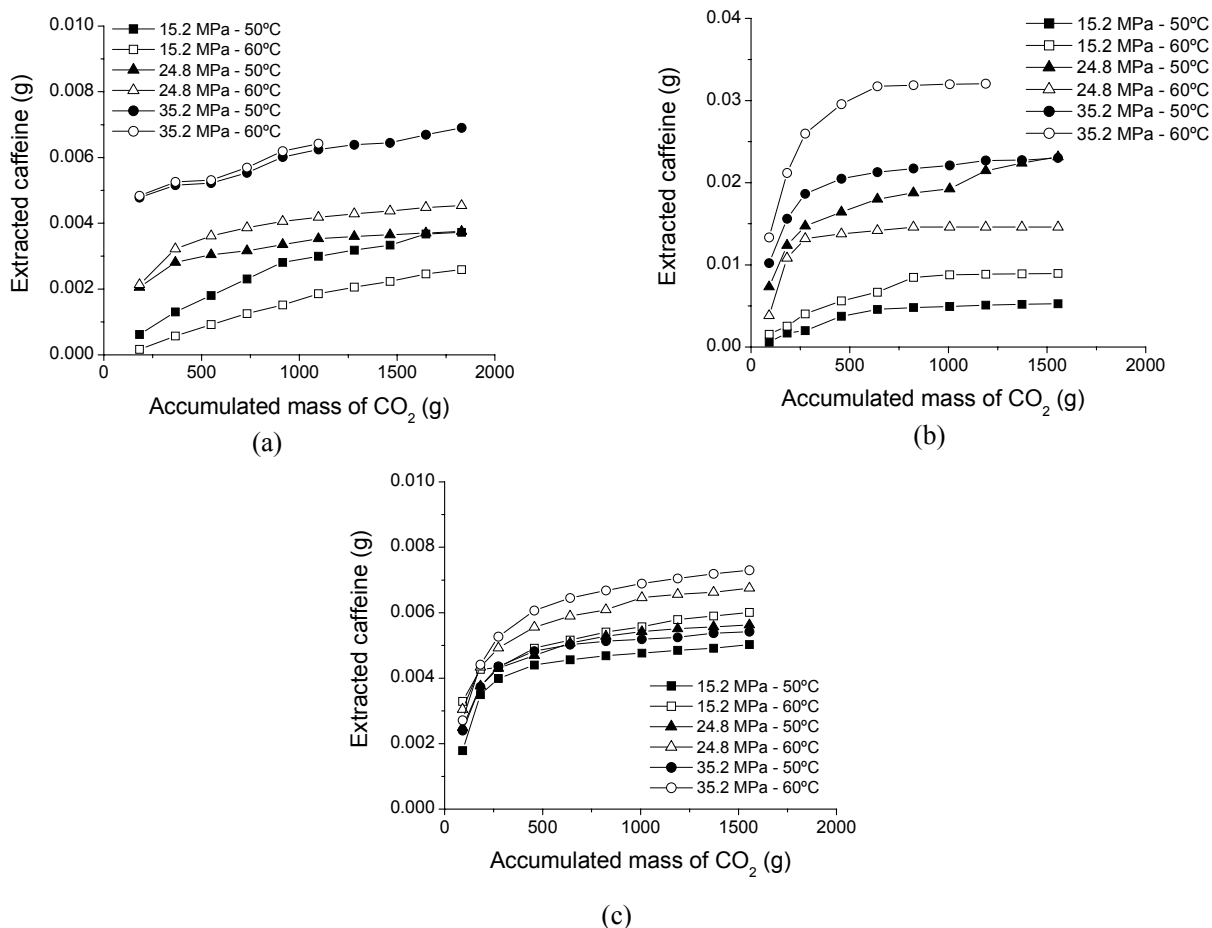 0.010
0.008
0.006
0.004
0.002
0.000
Extracted caffeine (g)
15.2 MPa - 50ºC
15.2 MPa - 60ºC
24.8 MPa - 50ºC
24.8 MPa - 60ºC
35.2 MPa - 50ºC
35.2 MPa - 60ºC
0 500 1000 1500 2000
Accumulated mass of CO2 (g)
(a)
0.04
0.03
0.02
0.01
0.00
Extracted caffeine (g)
15.2 MPa - 50ºC
15.2 MPa - 60ºC
24.8 MPa - 50ºC
24.8 MPa - 60ºC
35.2 MPa - 50ºC
35.2 MPa - 60ºC
0 500 1000 1500 2000
Accumulated mass of CO2 (g)
(b)
0.010
0.008
0.006
0.004
0.002
0.000
Extracted caffeine (g)
15.2 MPa - 50ºC
15.2 MPa - 60ºC
24.8 MPa - 50ºC
24.8 MPa - 60ºC
35.2 MPa - 50ºC
35.2 MPa - 60ºC
0 500 1000 1500 2000
Accumulated mass of CO2 (g)
(c)